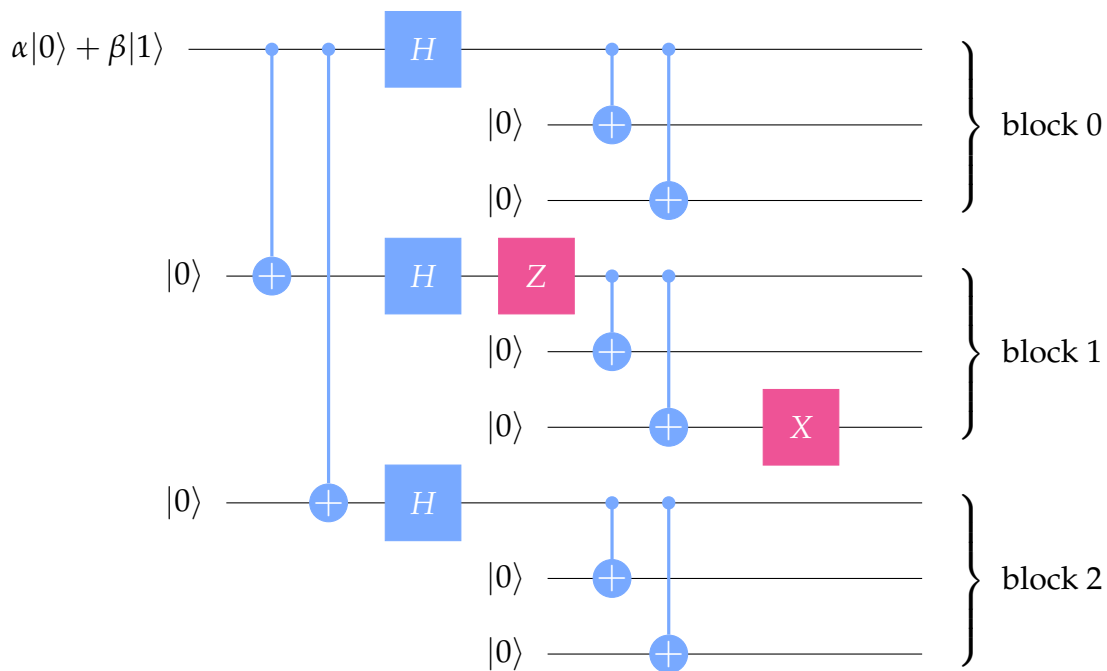 α|0⟩ + β|1⟩ H
|0⟩ block 0
|0⟩
|0⟩ H Z
|0⟩ block 1
|0⟩ X
|0⟩ H
|0⟩ block 2
|0⟩